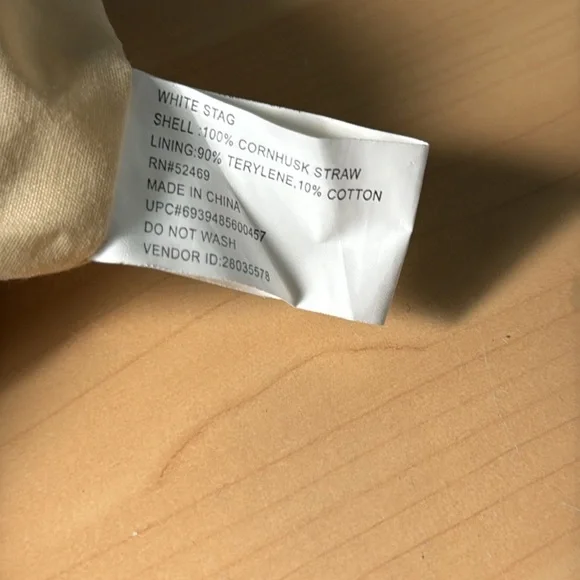 WHITE STAG
SHELL :100% CORNHUSK STRAW
LINING:90% TERYLENE,10% COTTON
RN#52469
MADE IN CHINA
UPC#6939485600457
DO NOT WASH
VENDOR ID:28035578